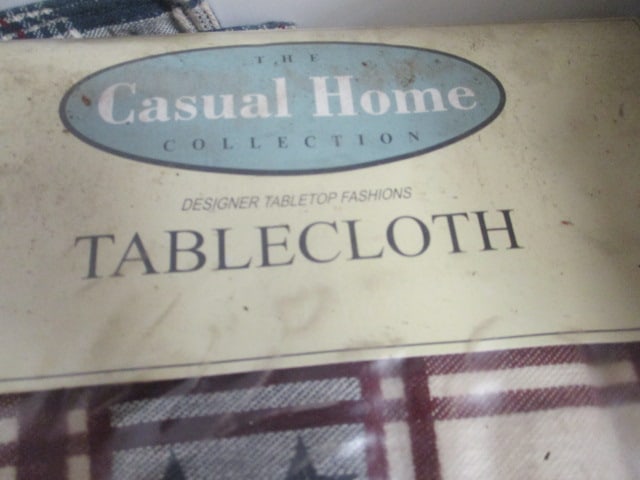 THE
Casual Home
COLLECTION
DESIGNER TABLETOP FASHIONS
TABLECLOTH